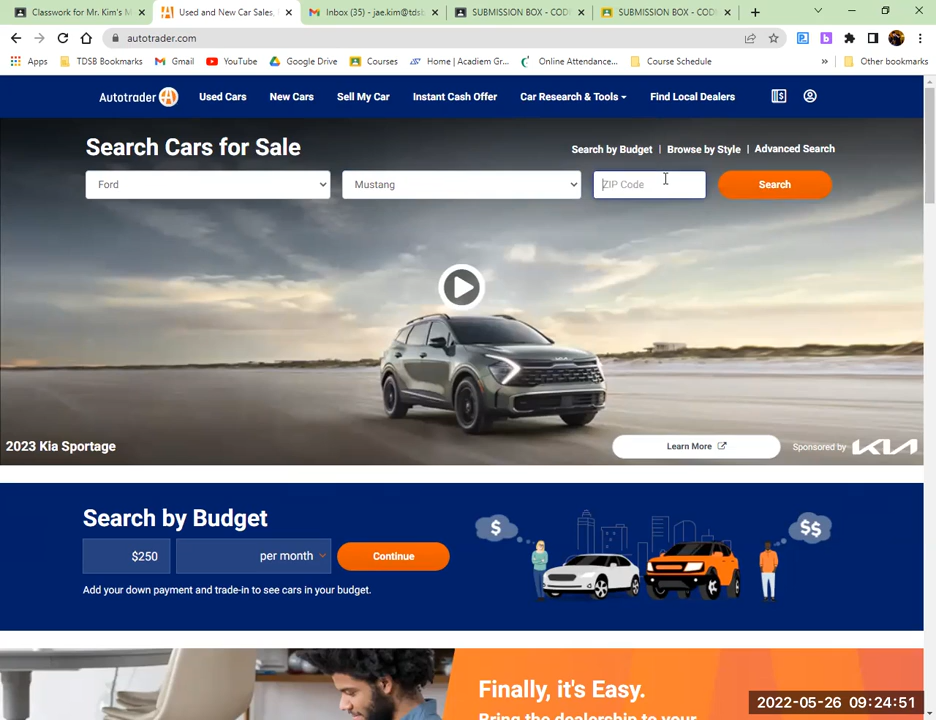 Classwork for Mr. Kim's M
Used and New Car Sales,
Inbox (35) - jae.kim@tdsb
SUBMISSION BOX - CODE
SUBMISSION BOX - CODE
autotrader.com
Apps
TDSB Bookmarks
Gmail
YouTube
Google Drive
Courses
Home | Acadiem Gr...
Online Attendance...
Course Schedule
Other bookmarks
Autotrader
Used Cars
New Cars
Sell My Car
Instant Cash Offer
Car Research & Tools
Find Local Dealers
Search Cars for Sale
Search by Budget | Browse by Style | Advanced Search
Ford
Mustang
ZIP Code
Search
2023 Kia Sportage
Learn More
Sponsored by KIA
Search by Budget
$250
per month
Continue
$
$$
Add your down payment and trade-in to see cars in your budget.
Finally, it's Easy.
Bring the dealership to your
2022-05-26 09:24:51